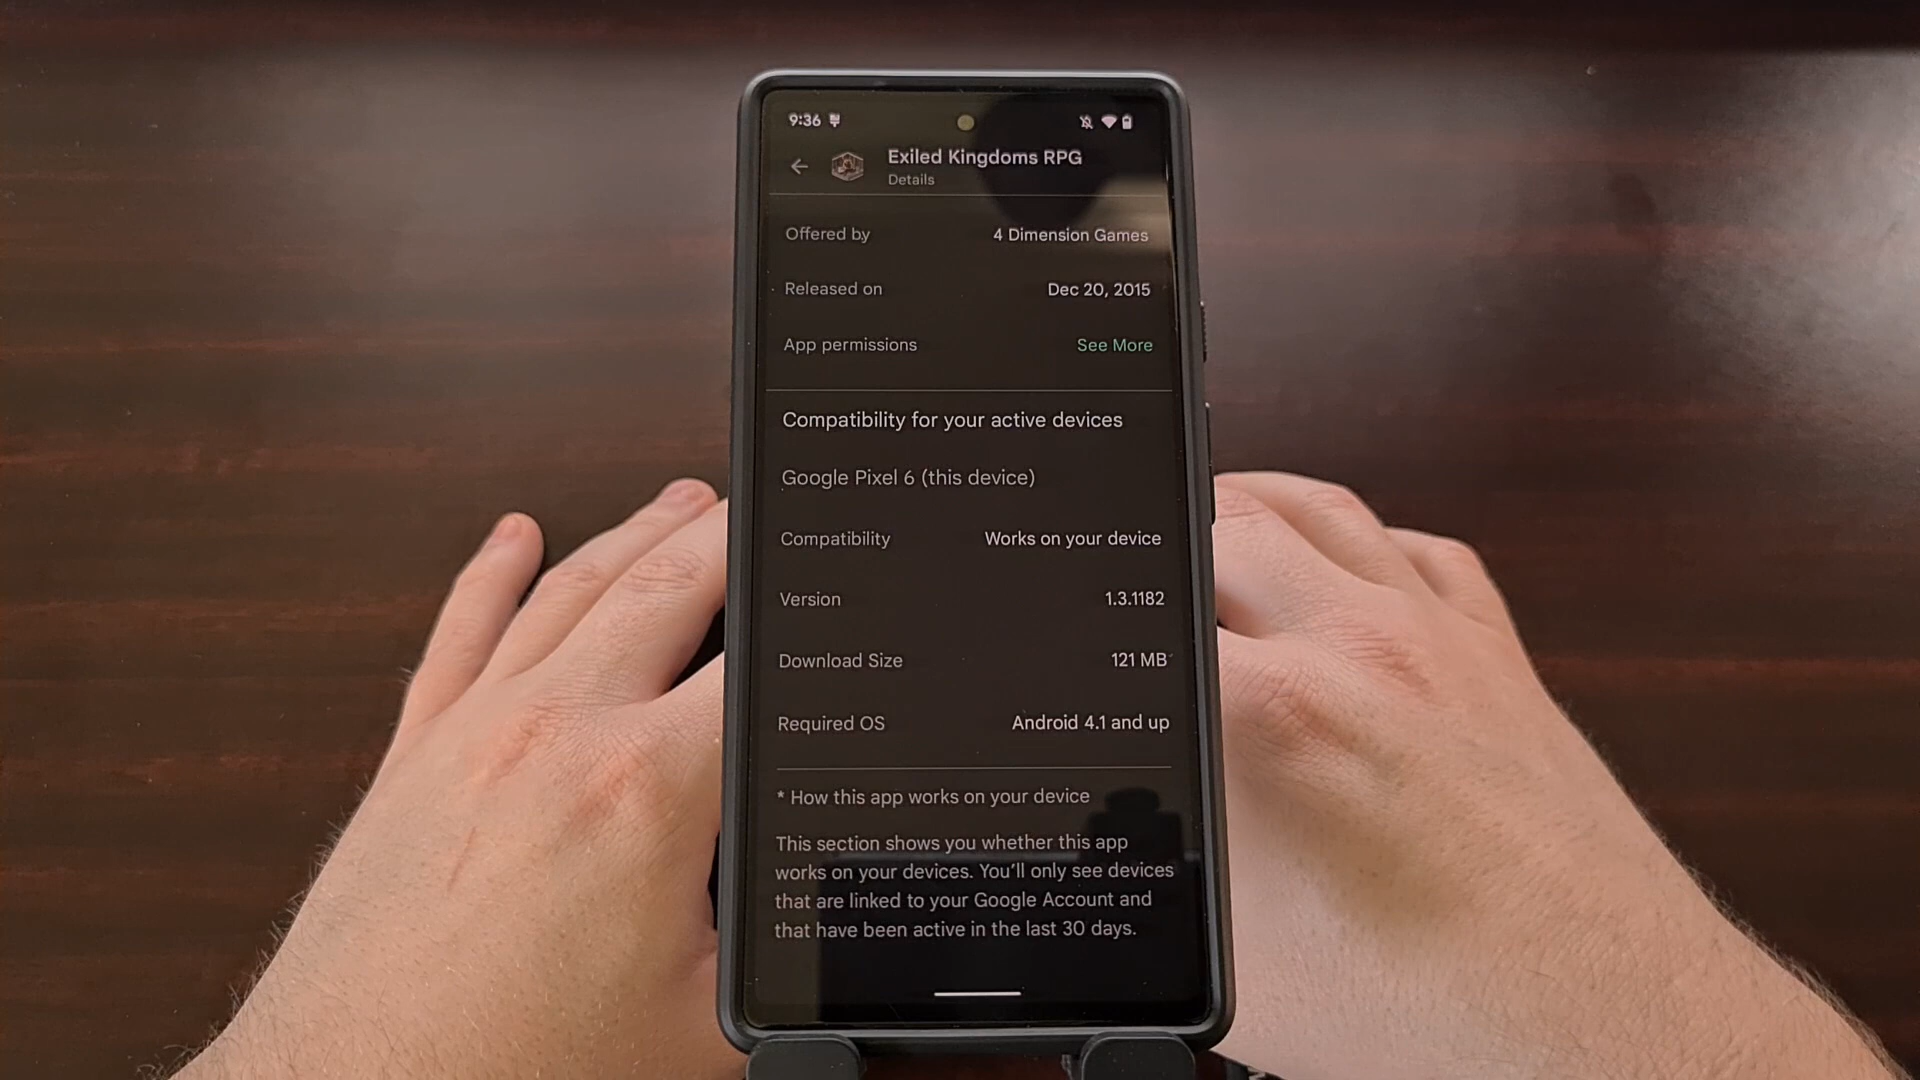 9:36
Exiled Kingdoms RPG
Details
Offered by 4 Dimension Games
Released on Dec 20, 2015
App permissions See More
Compatibility for your active devices
Google Pixel 6 (this device)
Compatibility Works on your device
Version 1.3.1182
Download Size 121 MB
Required OS Android 4.1 and up
* How this app works on your device
This section shows you whether this app
works on your devices. You’ll only see devices
that are linked to your Google Account and
that have been active in the last 30 days.